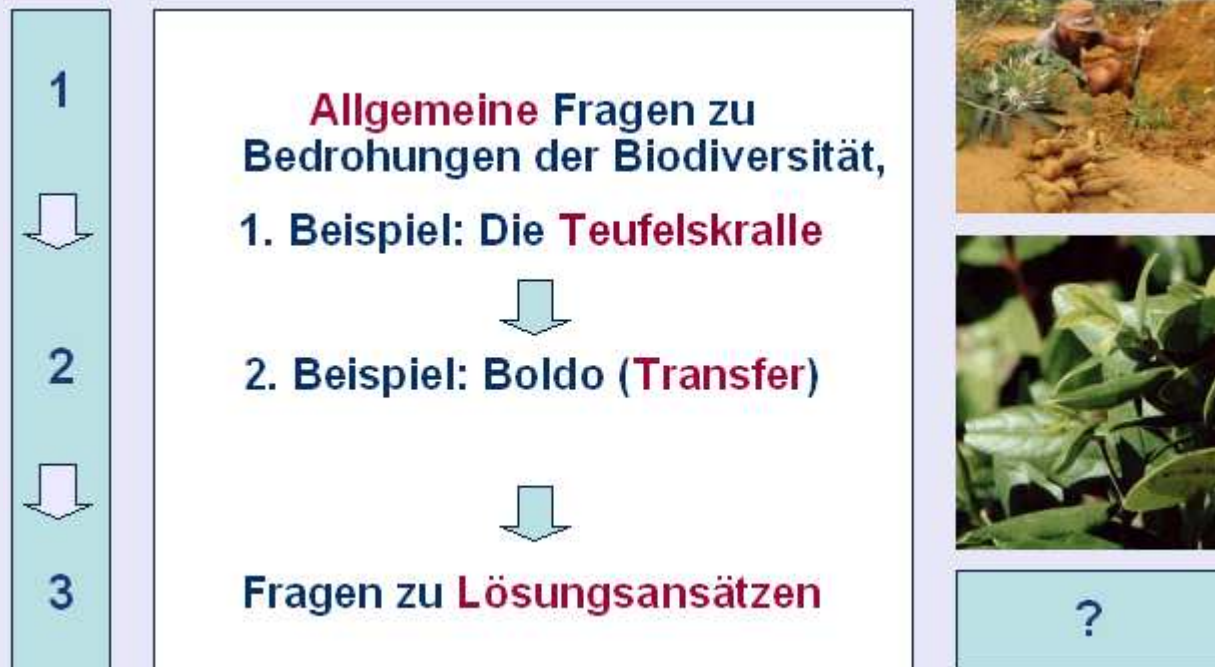 1
Allgemeine Fragen zu
Bedrohungen der Biodiversität,
1. Beispiel: Die Teufelskralle
2
2. Beispiel: Boldo (Transfer)
3
Fragen zu Lösungsansätzen
?